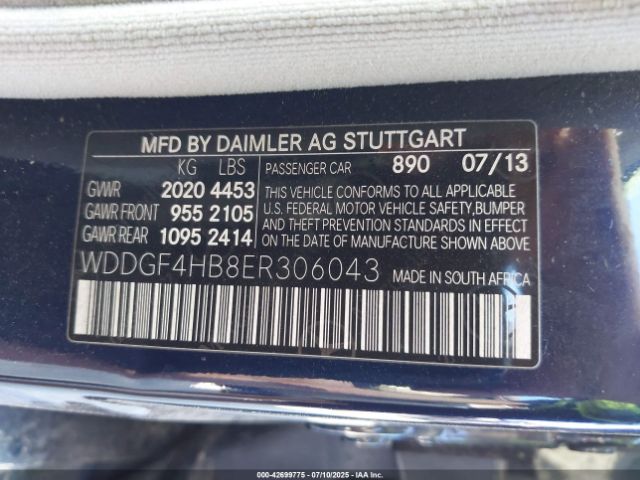 MFD BY DAIMLER AG STUTTGART
KG LBS PASSENGER CAR 890 07/13
GVWR 2020 4453
GAWR FRONT 955 2105
GAWR REAR 1095 2414
THIS VEHICLE CONFORMS TO ALL APPLICABLE
U.S. FEDERAL MOTOR VEHICLE SAFETY,BUMPER
AND THEFT PREVENTION STANDARDS IN EFFECT
ON THE DATE OF MANUFACTURE SHOWN ABOVE
WDDGF4HB8ER306043 MADE IN SOUTH AFRICA
000-42699775 - 07/10/2025 - IAAI.COM